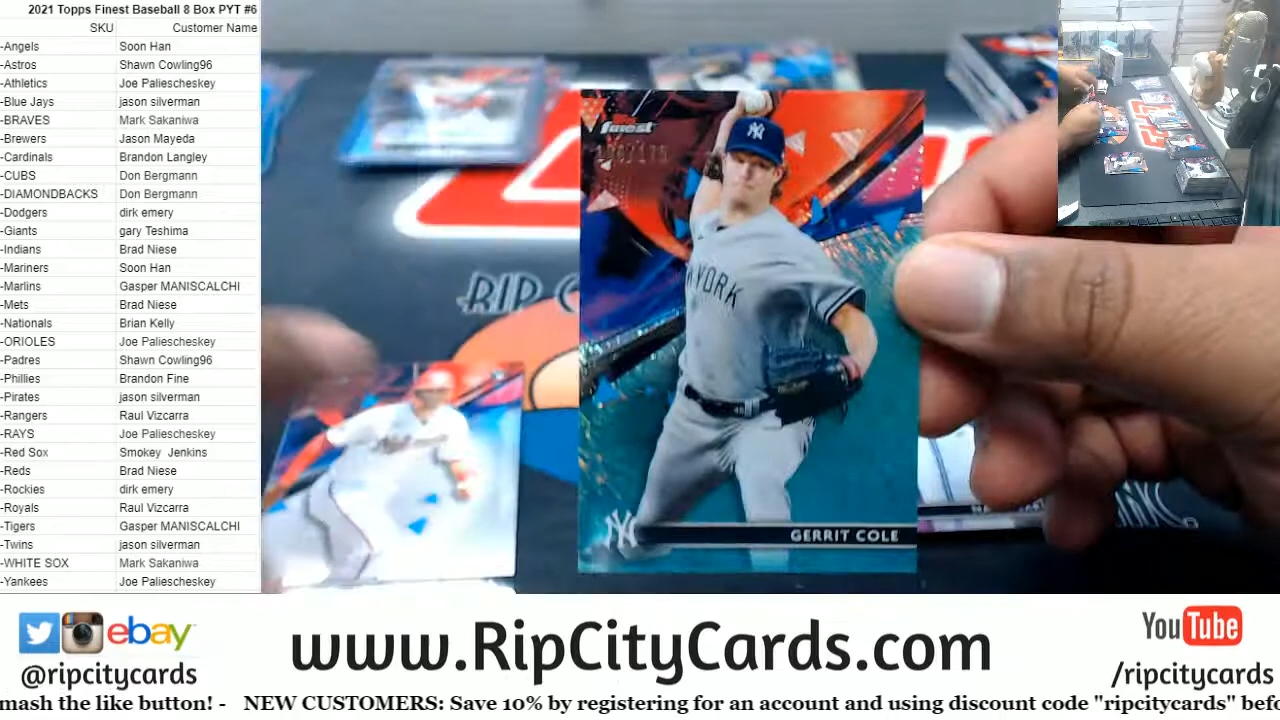 2021 Topps Finest Baseball 8 Box PYT #6
SKU Customer Name
-Angels Soon Han
-Astros Shawn Cowling96
-Athletics Joe Paliescheskey
-Blue Jays jason silverman
-BRAVES Mark Sakaniwa
-Brewers Jason Mayeda
-Cardinals Brandon Langley
-CUBS Don Bergmann
-DIAMONDBACKS Don Bergmann
-Dodgers dirk emery
-Giants gary Teshima
-Indians Brad Niese
-Mariners Soon Han
-Marlins Gasper MANISCALCHI
-Mets Brad Niese
-Nationals Brian Kelly
-ORIOLES Joe Paliescheskey
-Padres Shawn Cowling96
-Phillies Brandon Fine
-Pirates jason silverman
-Rangers Raul Vizcarra
-RAYS Joe Paliescheskey
-Red Sox Smokey Jenkins
-Reds Brad Niese
-Rockies dirk emery
-Royals Raul Vizcarra
-Tigers Gasper MANISCALCHI
-Twins jason silverman
-WHITE SOX Mark Sakaniwa
-Yankees Joe Paliescheskey
finest
NY
YORK
RIP C
NY
GERRIT COLE
ebay
@ripcitycards
www.RipCityCards.com
YouTube
/ripcitycards
mash the like button! - NEW CUSTOMERS: Save 10% by registering for an account and using discount code "ripcitycards" befo